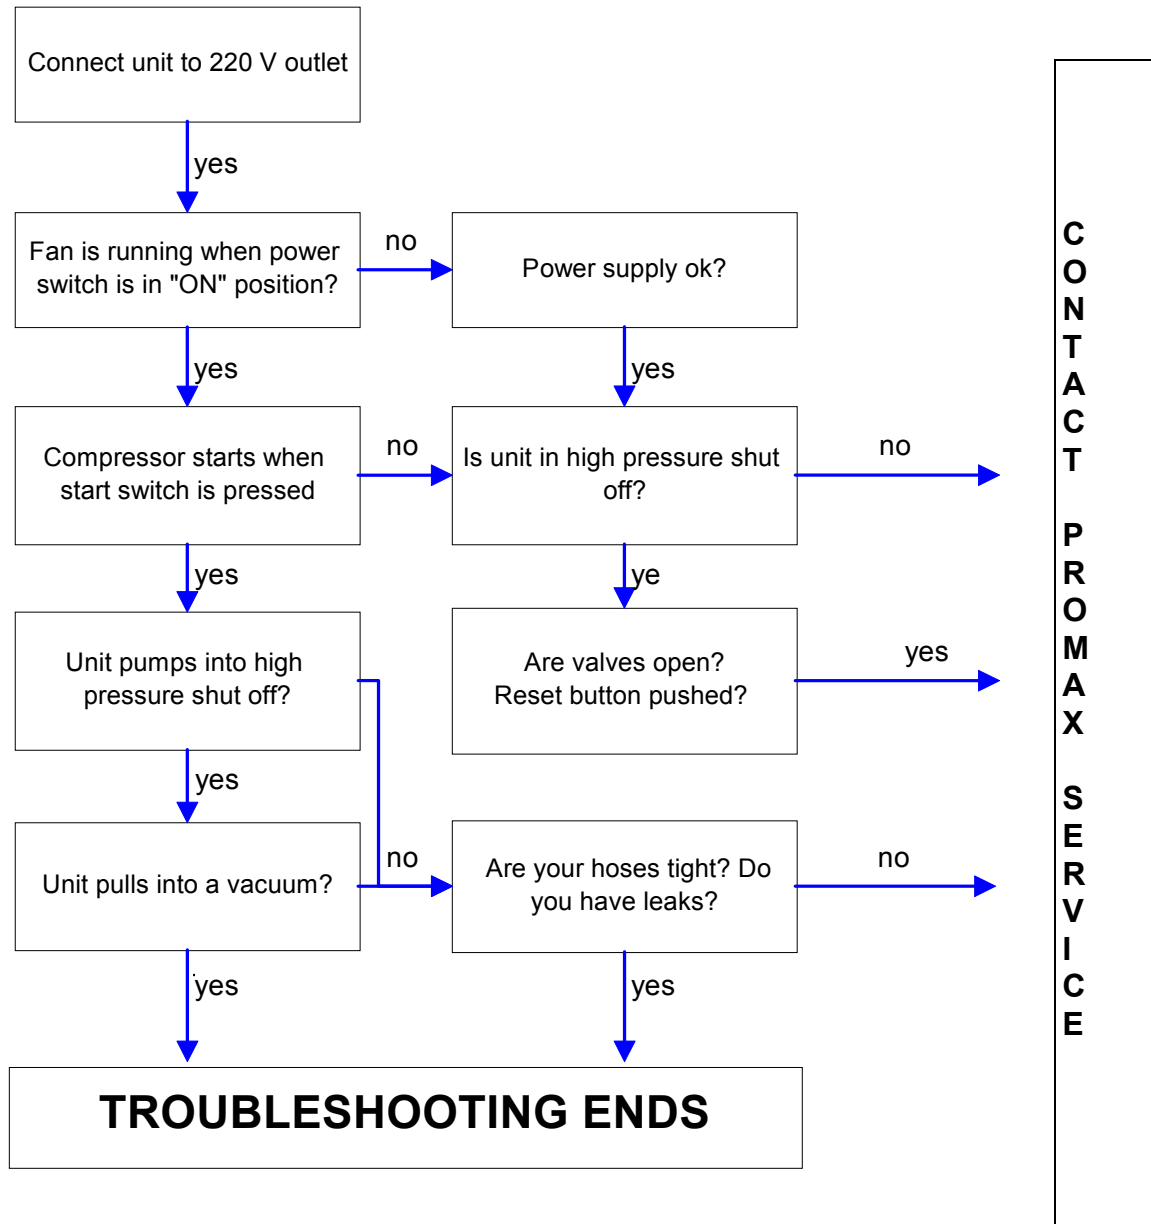 Connect unit to 220 V outlet
yes
Fan is running when power
switch is in "ON" position?
no
Power supply ok?
yes
yes
Compressor starts when
start switch is pressed
no
Is unit in high pressure shut
off?
no
yes
ye
Unit pumps into high
pressure shut off?
Are valves open?
Reset button pushed?
yes
yes
Unit pulls into a vacuum?
no
Are your hoses tight? Do
you have leaks?
no
yes
yes
TROUBLESHOOTING ENDS
CONTACT PROMAX SERVICE